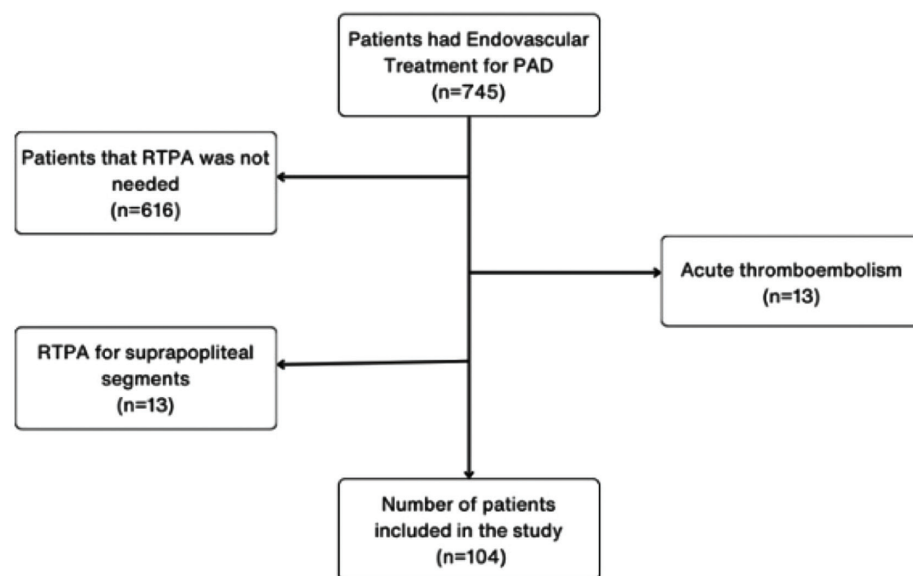 Patients had Endovascular
Treatment for PAD
(n=745)
Patients that RTPA was not
needed
(n=616)
Acute thromboembolism
(n=13)
RTPA for suprapopliteal
segments
(n=13)
Number of patients
included in the study
(n=104)